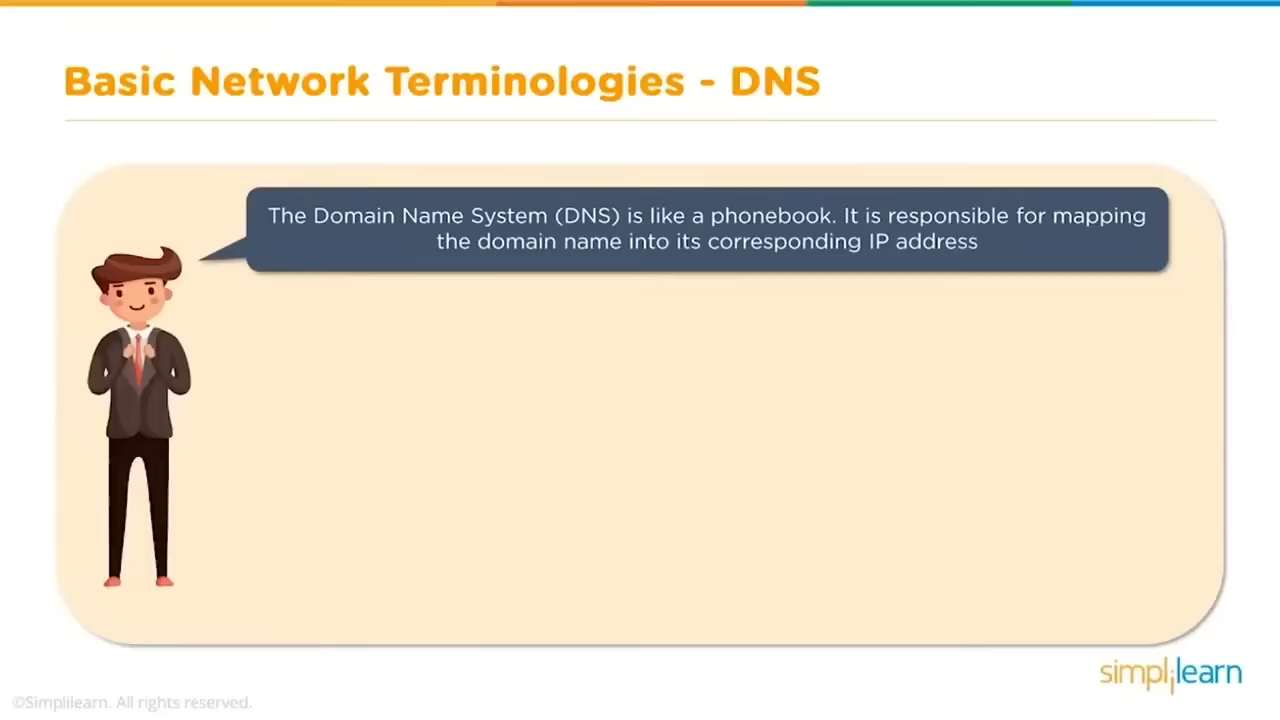 Basic Network Terminologies - DNS
The Domain Name System (DNS) is like a phonebook. It is responsible for mapping
the domain name into its corresponding IP address
simplilearn
©Simplilearn. All rights reserved.